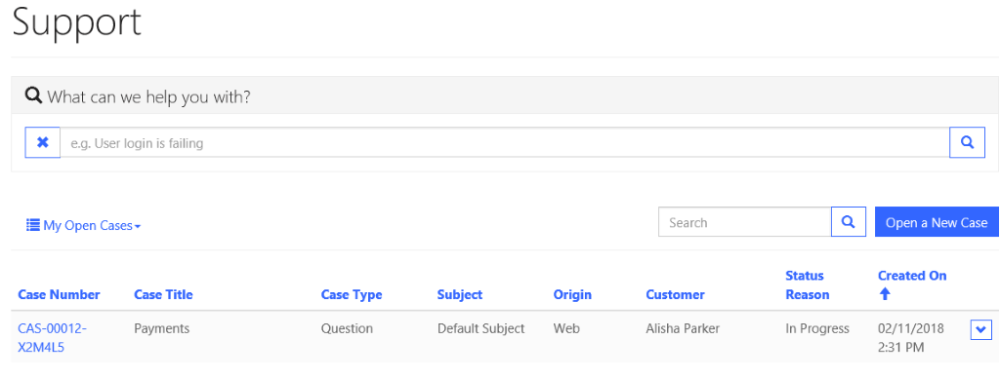 Support
What can we help you with?
e.g. User login is failing
My Open Cases
Search
Open a New Case
Case Number Case Title Case Type Subject Origin Customer Status Reason Created On
CAS-00012-X2M4L5 Payments Question Default Subject Web Alisha Parker In Progress 02/11/2018 2:31 PM